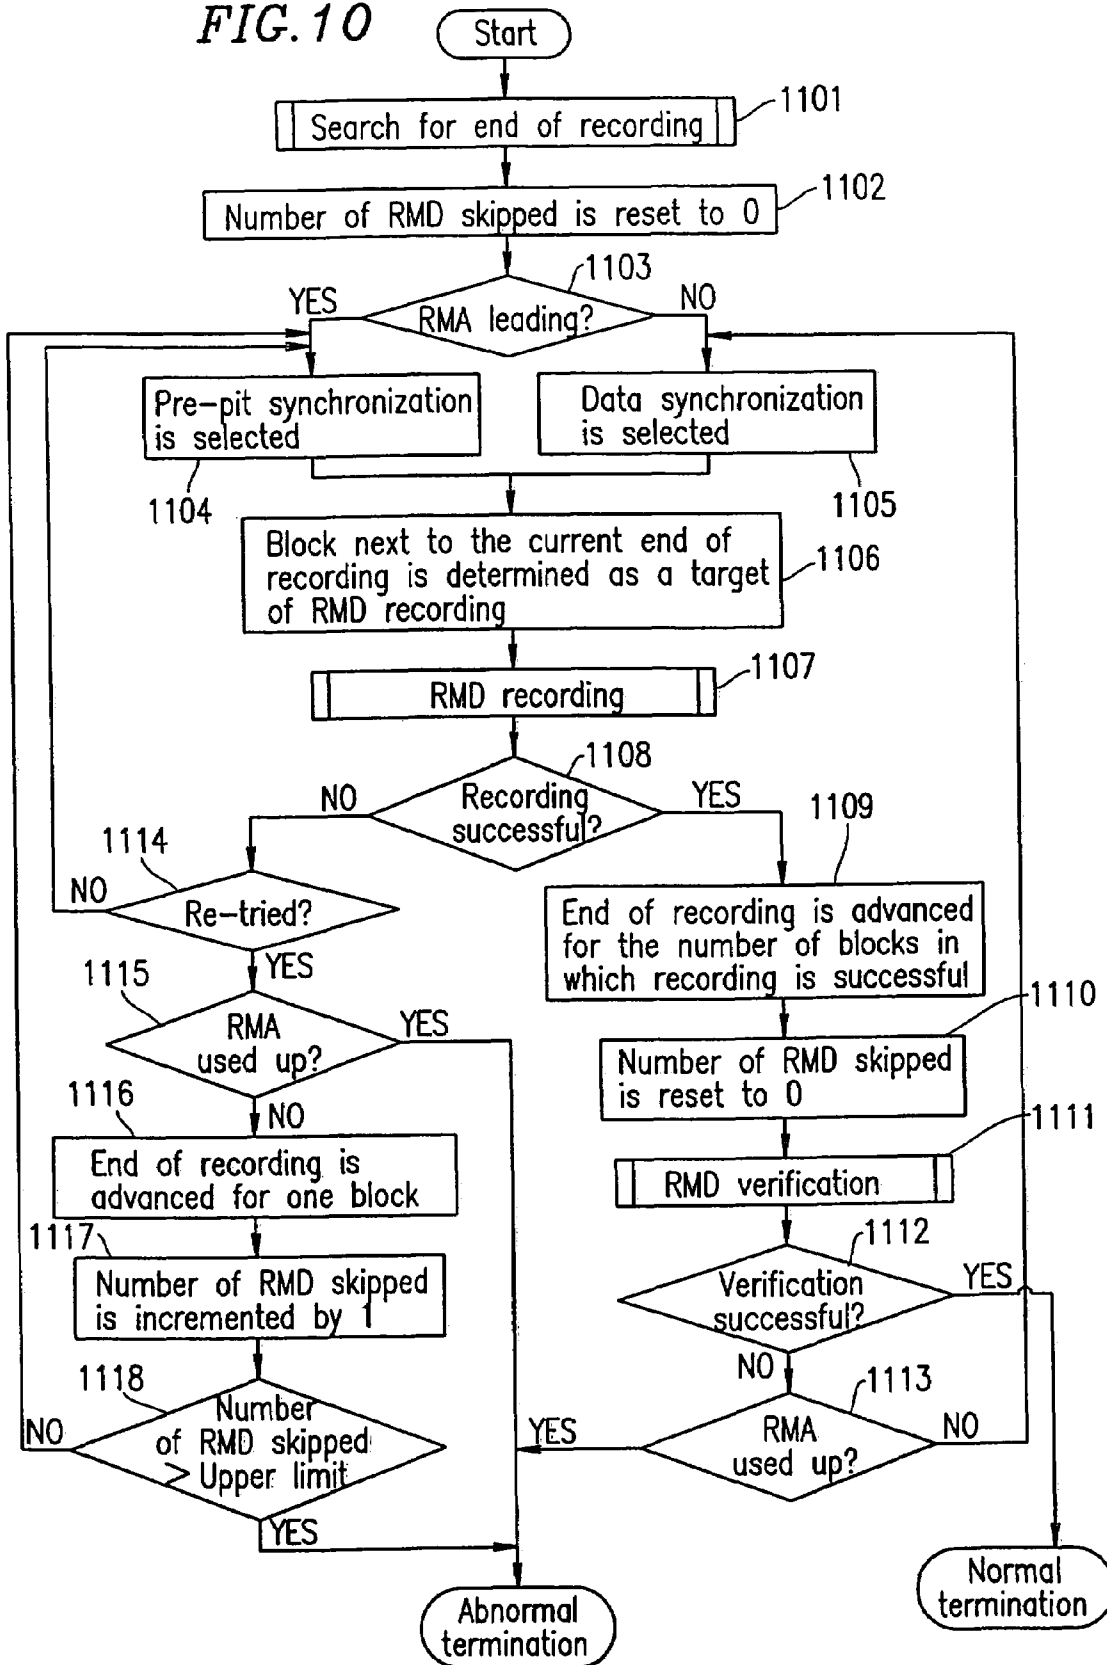 FIG.10
Start
Search for end of recording
1101
Number of RMD skipped is reset to 0
1102
1103
YES
RMA leading?
NO
Pre-pit synchronization
is selected
1104
Data synchronization
is selected
1105
Block next to the current end of
recording is determined as a target
of RMD recording
1106
RMD recording
1107
1108
NO
Recording
successful?
YES
1109
1114
NO
Re-tried?
YES
End of recording is advanced
for the number of blocks in
which recording is successful
1110
1115
RMA
used up?
YES
NO
Number of RMD skipped
is reset to 0
1111
1116
End of recording is
advanced for one block
RMD verification
1112
1117
Number of RMD skipped
is incremented by 1
Verification
successful?
YES
NO
1118
NO
Number
of RMD skipped
> Upper limit
YES
1113
YES
RMA
used up?
NO
Abnormal
termination
Normal
termination